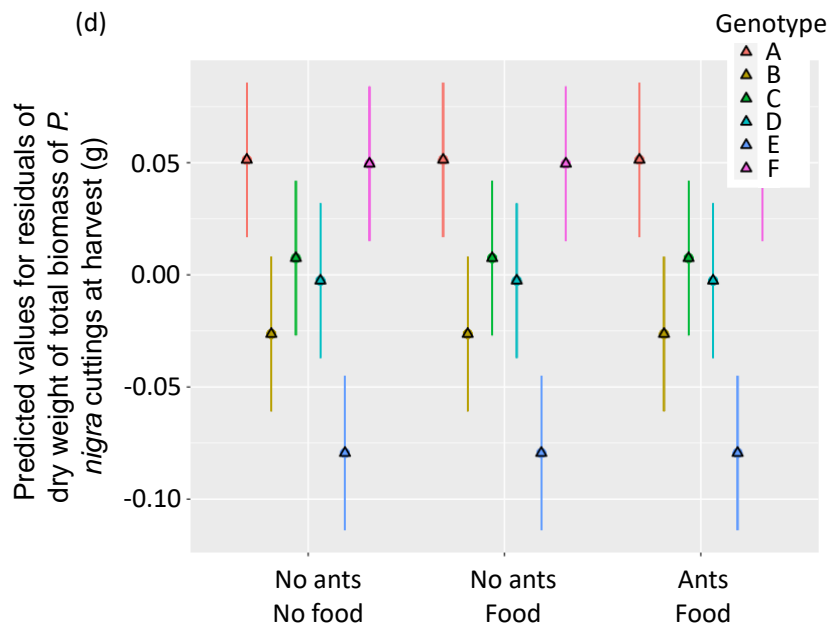 (d)
Genotype
A
B
C
D
E
F
Predicted values for residuals of
dry weight of total biomass of P.
nigra cuttings at harvest (g)
0.05
0.00
-0.05
-0.10
No ants
No food
No ants
Food
Ants
Food